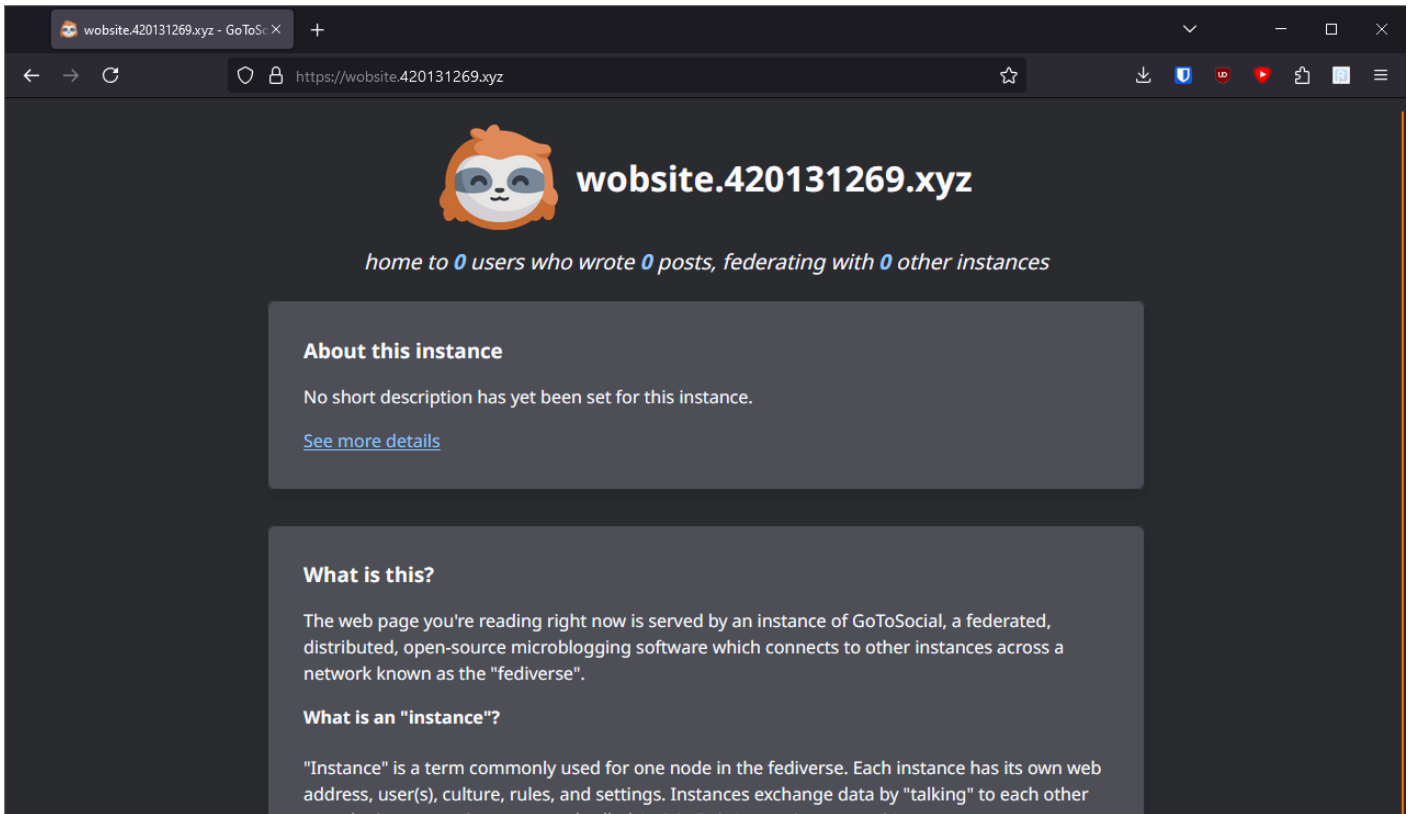 wobsite.420131269.xyz - GoToSc
https://wobsite.420131269.xyz
wobsite.420131269.xyz
home to 0 users who wrote 0 posts, federating with 0 other instances
About this instance
No short description has yet been set for this instance.
See more details
What is this?
The web page you're reading right now is served by an instance of GoToSocial, a federated,
distributed, open-source microblogging software which connects to other instances across a
network known as the "fediverse".
What is an "instance"?
"Instance" is a term commonly used for one node in the fediverse. Each instance has its own web
address, user(s), culture, rules, and settings. Instances exchange data by "talking" to each other